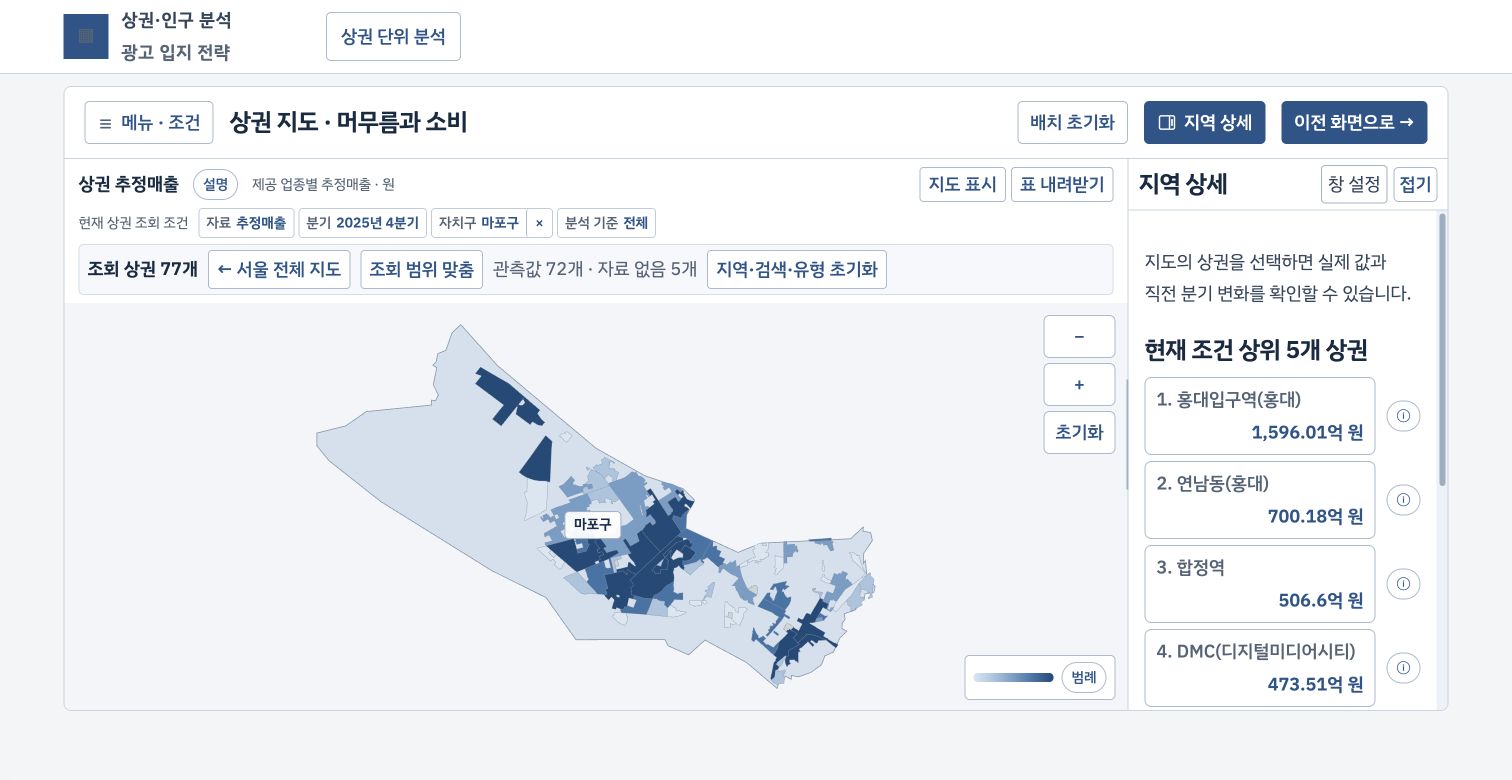 상권·인구 분석
광고 입지 전략
상권 단위 분석
≡ 메뉴 · 조건
상권 지도 · 머무름과 소비
배치 초기화
지역 상세
이전 화면으로 →
상권 추정매출
설명
제공 업종별 추정매출 · 원
지도 표시
표 내려받기
현재 상권 조회 조건
자료 추정매출
분기 2025년 4분기
자치구 마포구 ×
분석 기준 전체
조회 상권 77개
← 서울 전체 지도
조회 범위 맞춤
관측값 72개 · 자료 없음 5개
지역·검색·유형 초기화
−
+
초기화
마포구
범례
지역 상세
창 설정
접기
지도의 상권을 선택하면 실제 값과
직전 분기 변화를 확인할 수 있습니다.
현재 조건 상위 5개 상권
1. 홍대입구역(홍대)
1,596.01억 원
2. 연남동(홍대)
700.18억 원
3. 합정역
506.6억 원
4. DMC(디지털미디어시티)
473.51억 원